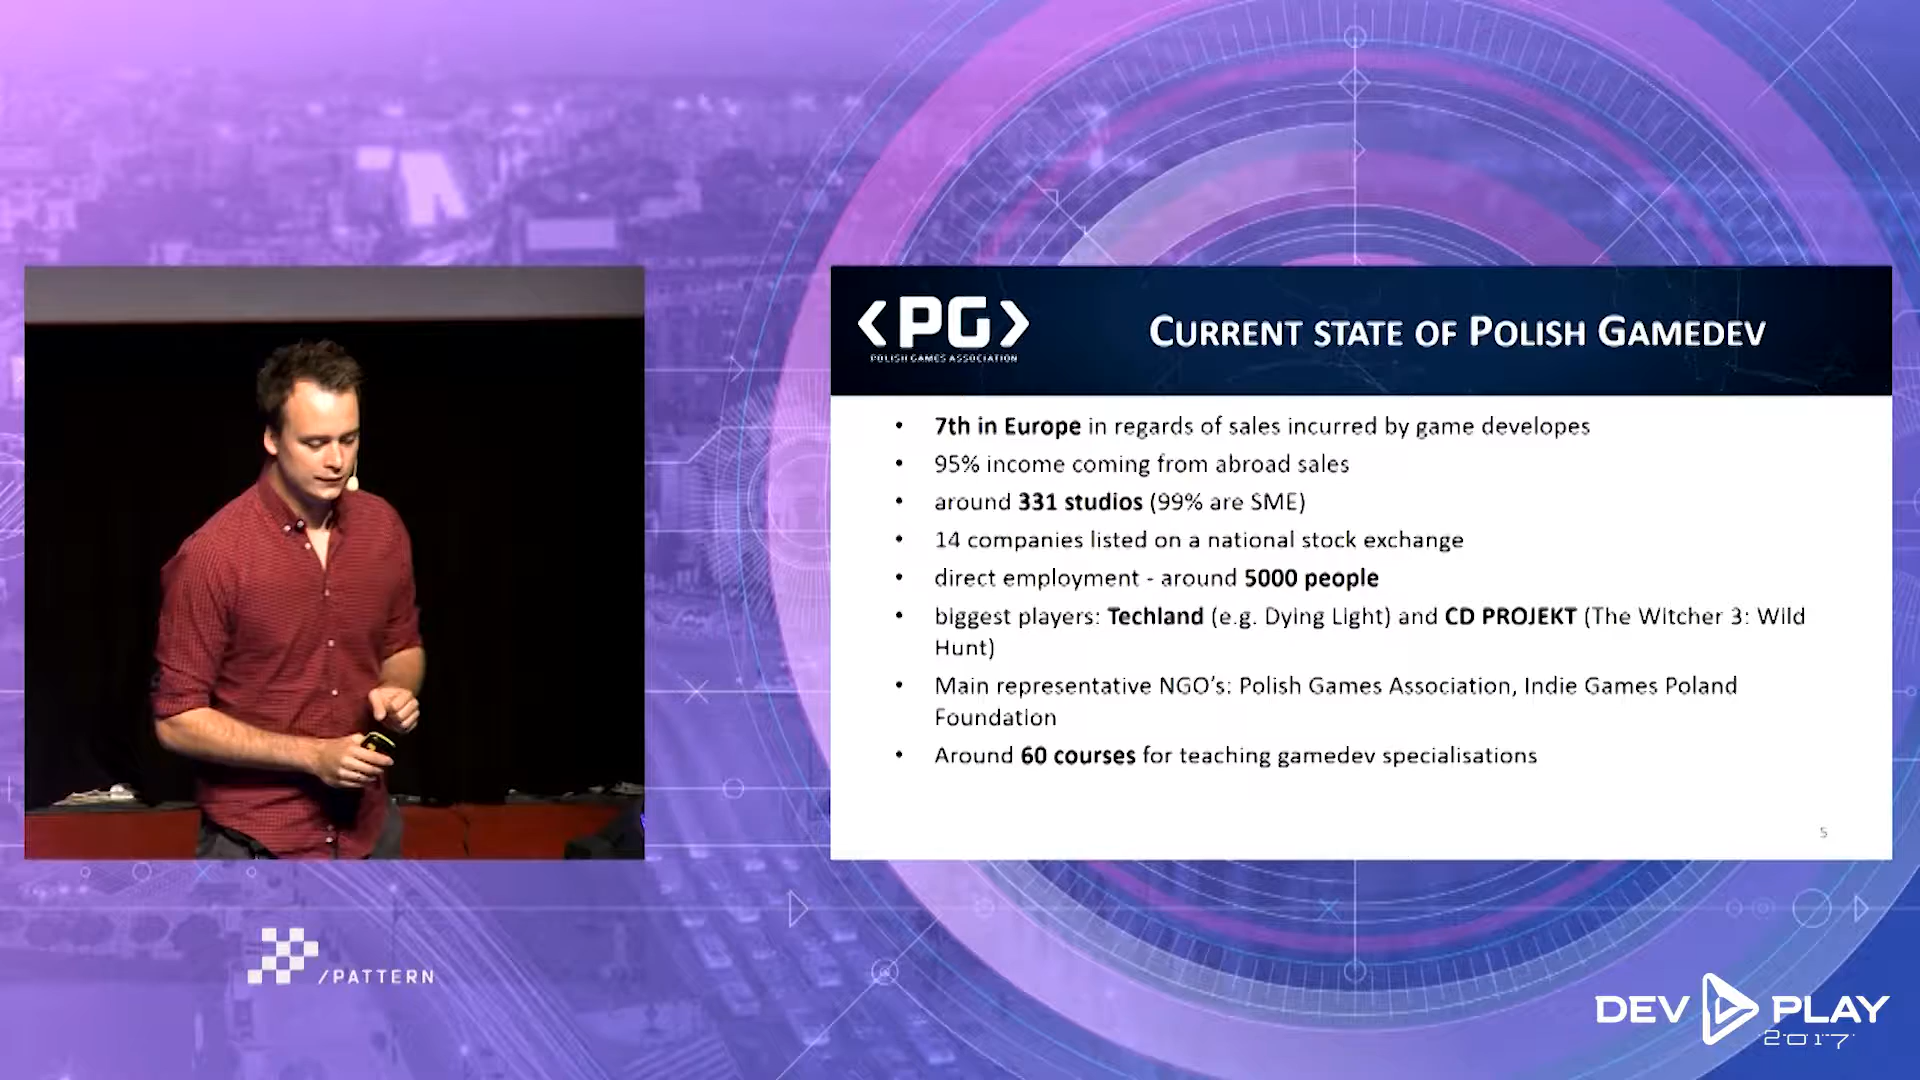 <PG>
POLISH GAMES ASSOCIATION
CURRENT STATE OF POLISH GAMEDEV
• 7th in Europe in regards of sales incurred by game developes
• 95% income coming from abroad sales
• around 331 studios (99% are SME)
• 14 companies listed on a national stock exchange
• direct employment - around 5000 people
• biggest players: Techland (e.g. Dying Light) and CD PROJEKT (The Witcher 3: Wild
Hunt)
• Main representative NGO’s: Polish Games Association, Indie Games Poland
Foundation
• Around 60 courses for teaching gamedev specialisations
5
/PATTERN
DEV PLAY
2017